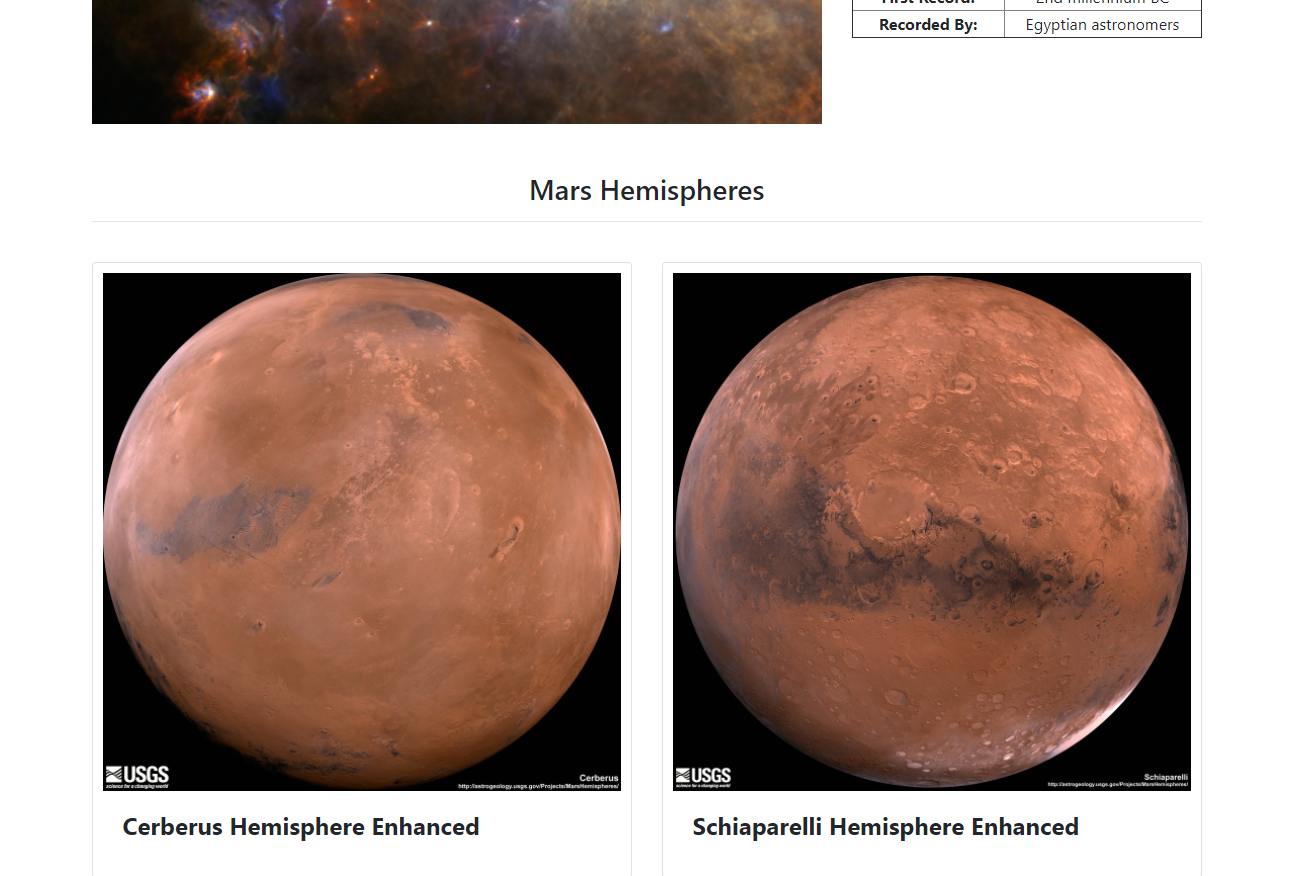 First Record: 2nd millennium BC
Recorded By: Egyptian astronomers
Mars Hemispheres
USGS
science for a changing world
Cerberus
http://astrogeology.usgs.gov/Projects/MarsHemispheres/
USGS
science for a changing world
Schiaparelli
http://astrogeology.usgs.gov/Projects/MarsHemispheres/
Cerberus Hemisphere Enhanced
Schiaparelli Hemisphere Enhanced